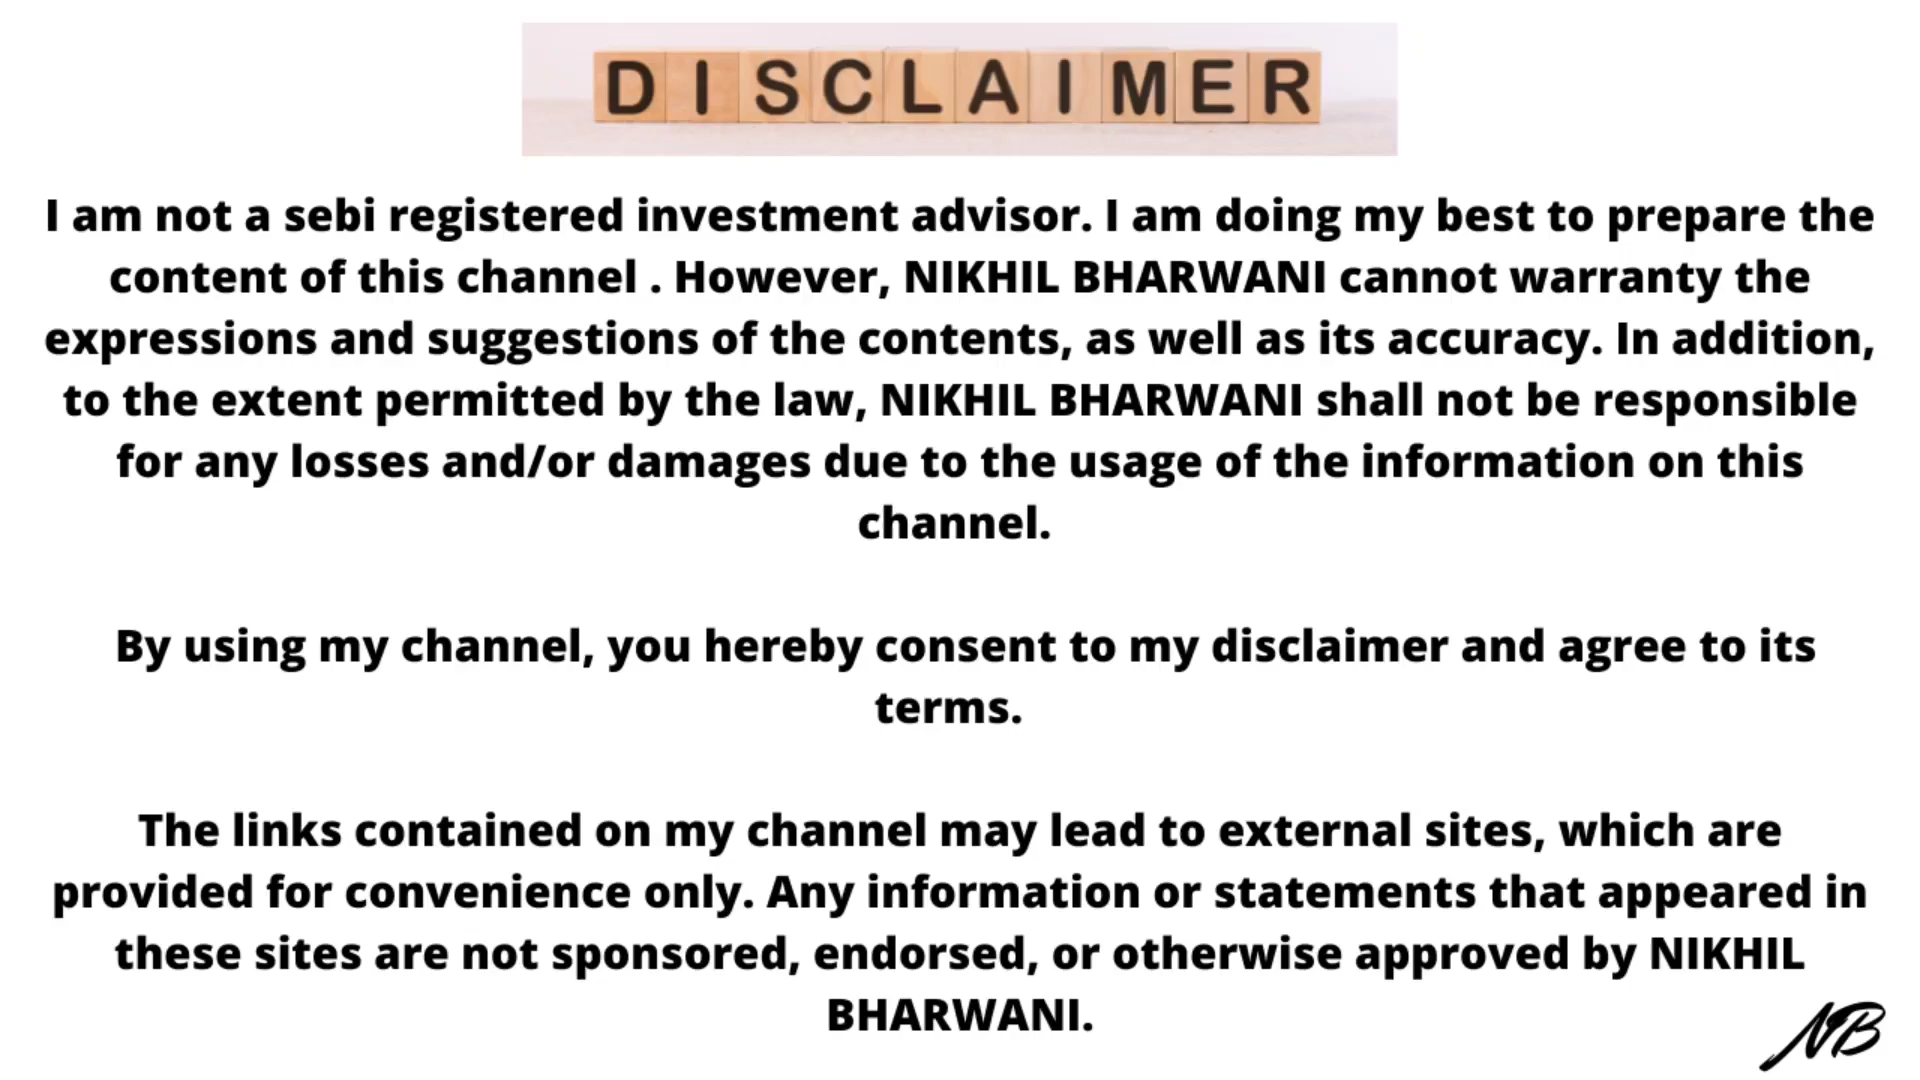 DISCLAIMER
I am not a sebi registered investment advisor. I am doing my best to prepare the
content of this channel . However, NIKHIL BHARWANI cannot warranty the
expressions and suggestions of the contents, as well as its accuracy. In addition,
to the extent permitted by the law, NIKHIL BHARWANI shall not be responsible
for any losses and/or damages due to the usage of the information on this
channel.
By using my channel, you hereby consent to my disclaimer and agree to its
terms.
The links contained on my channel may lead to external sites, which are
provided for convenience only. Any information or statements that appeared in
these sites are not sponsored, endorsed, or otherwise approved by NIKHIL
BHARWANI.
NB